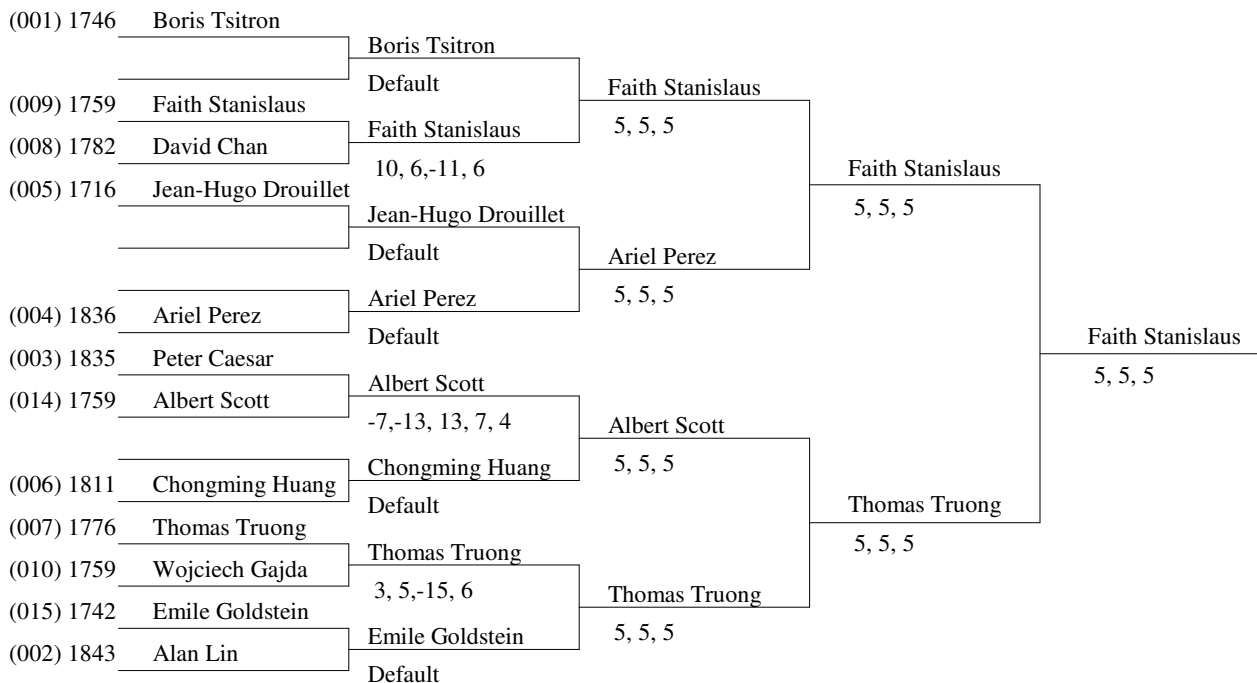 (001) 1746 Boris Tsitron
Boris Tsitron
Default
Faith Stanislaus
5, 5, 5
(009) 1759 Faith Stanislaus
Faith Stanislaus
(008) 1782 David Chan
10, 6,-11, 6
Faith Stanislaus
5, 5, 5
(005) 1716 Jean-Hugo Drouillet
Jean-Hugo Drouillet
Default
Ariel Perez
5, 5, 5
Ariel Perez
(004) 1836 Ariel Perez
Default
Faith Stanislaus
5, 5, 5
(003) 1835 Peter Caesar
Albert Scott
(014) 1759 Albert Scott
-7,-13, 13, 7, 4
Albert Scott
5, 5, 5
Chongming Huang
(006) 1811 Chongming Huang
Default
Thomas Truong
5, 5, 5
(007) 1776 Thomas Truong
Thomas Truong
(010) 1759 Wojciech Gajda
3, 5,-15, 6
Thomas Truong
5, 5, 5
(015) 1742 Emile Goldstein
Emile Goldstein
(002) 1843 Alan Lin
Default